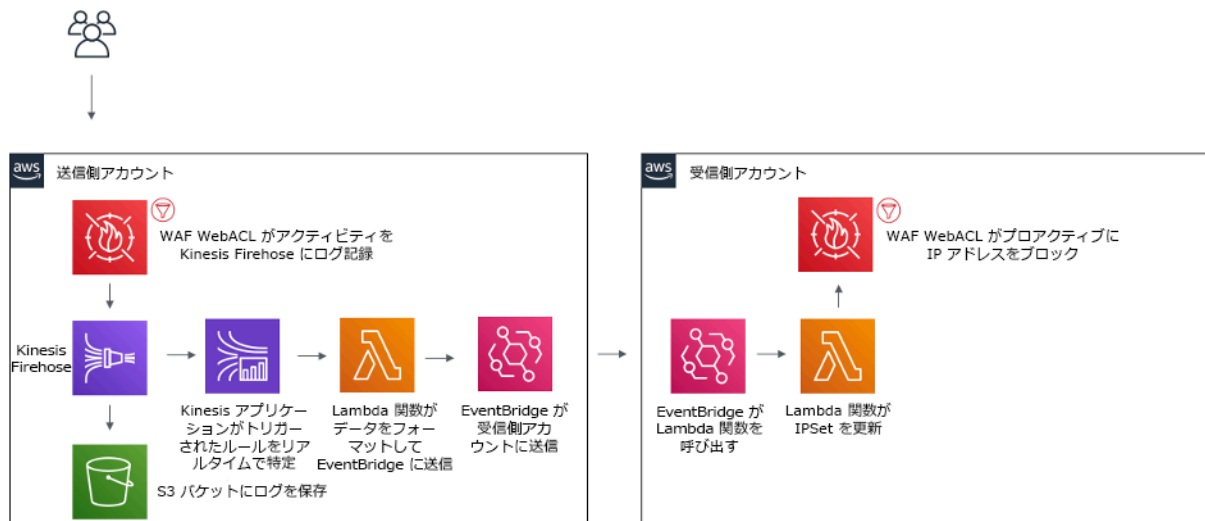 aws
送信側アカウント
WAF WebACL がアクティビティを
Kinesis Firehose にログ記録
Kinesis
Firehose
Kinesis アプリケー
ションがトリガー
されたルールをリア
ルタイムで特定
Lambda 関数が
データをフォー
マットして
EventBridge に送信
EventBridge が
受信側アカ
ウントに送信
S3 バケットにログを保存
aws
受信側アカウント
WAF WebACL がプロアクティブに
IP アドレスをブロック
EventBridge が
Lambda 関数を
呼び出す
Lambda 関数が
IPSet を更新